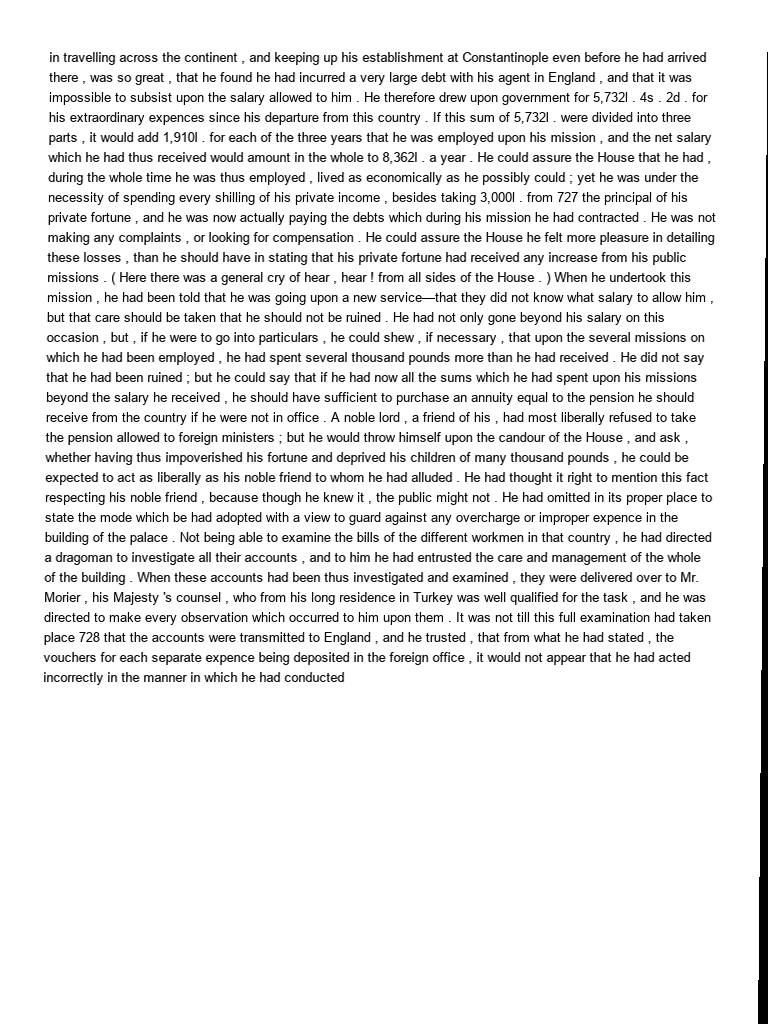 in travelling across the continent , and keeping up his establishment at Constantinople even before he had arrived
there , was so great , that he found he had incurred a very large debt with his agent in England , and that it was
impossible to subsist upon the salary allowed to him . He therefore drew upon government for 5,732l . 4s . 2d . for
his extraordinary expences since his departure from this country . If this sum of 5,732l . were divided into three
parts , it would add 1,910l . for each of the three years that he was employed upon his mission , and the net salary
which he had thus received would amount in the whole to 8,362l . a year . He could assure the House that he had ,
during the whole time he was thus employed , lived as economically as he possibly could ; yet he was under the
necessity of spending every shilling of his private income , besides taking 3,000l . from 727 the principal of his
private fortune , and he was now actually paying the debts which during his mission he had contracted . He was not
making any complaints , or looking for compensation . He could assure the House he felt more pleasure in detailing
these losses , than he should have in stating that his private fortune had received any increase from his public
missions . ( Here there was a general cry of hear , hear ! from all sides of the House . ) When he undertook this
mission , he had been told that he was going upon a new service—that they did not know what salary to allow him ,
but that care should be taken that he should not be ruined . He had not only gone beyond his salary on this
occasion , but , if he were to go into particulars , he could shew , if necessary , that upon the several missions on
which he had been employed , he had spent several thousand pounds more than he had received . He did not say
that he had been ruined ; but he could say that if he had now all the sums which he had spent upon his missions
beyond the salary he received , he should have sufficient to purchase an annuity equal to the pension he should
receive from the country if he were not in office . A noble lord , a friend of his , had most liberally refused to take
the pension allowed to foreign ministers ; but he would throw himself upon the candour of the House , and ask ,
whether having thus impoverished his fortune and deprived his children of many thousand pounds , he could be
expected to act as liberally as his noble friend to whom he had alluded . He had thought it right to mention this fact
respecting his noble friend , because though he knew it , the public might not . He had omitted in its proper place to
state the mode which be had adopted with a view to guard against any overcharge or improper expence in the
building of the palace . Not being able to examine the bills of the different workmen in that country , he had directed
a dragoman to investigate all their accounts , and to him he had entrusted the care and management of the whole
of the building . When these accounts had been thus investigated and examined , they were delivered over to Mr.
Morier , his Majesty 's counsel , who from his long residence in Turkey was well qualified for the task , and he was
directed to make every observation which occurred to him upon them . It was not till this full examination had taken
place 728 that the accounts were transmitted to England , and he trusted , that from what he had stated , the
vouchers for each separate expence being deposited in the foreign office , it would not appear that he had acted
incorrectly in the manner in which he had conducted